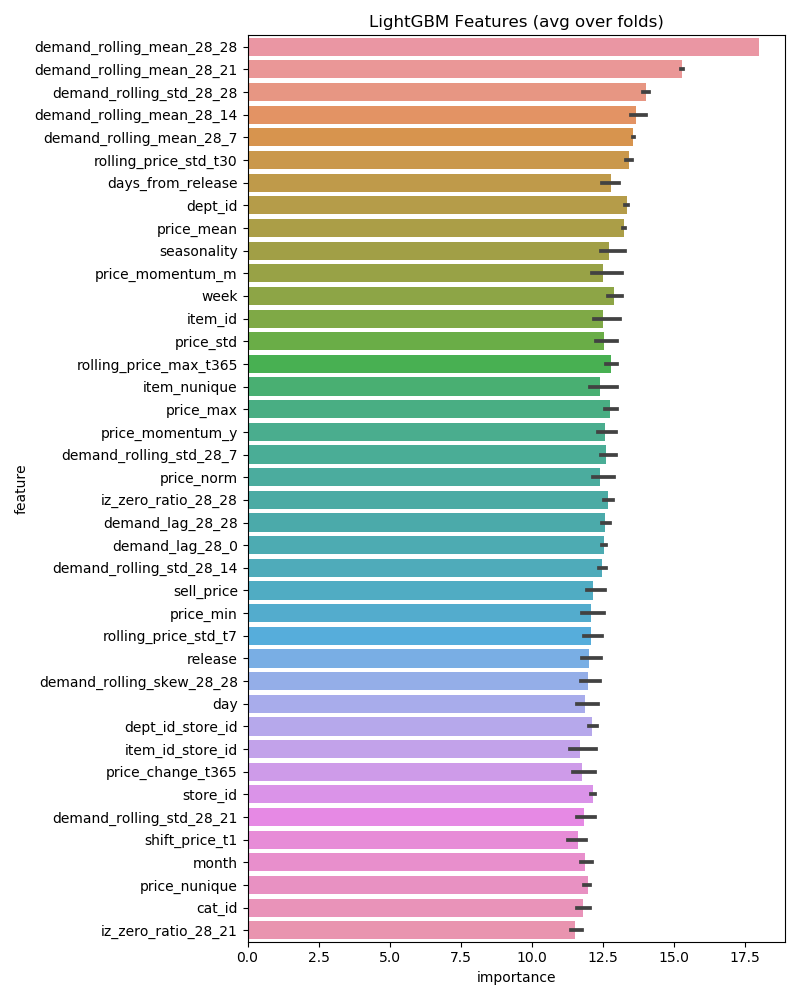 LightGBM Features (avg over folds)
demand_rolling_mean_28_28
demand_rolling_mean_28_21
demand_rolling_std_28_28
demand_rolling_mean_28_14
demand_rolling_mean_28_7
rolling_price_std_t30
days_from_release
dept_id
price_mean
seasonality
price_momentum_m
week
item_id
price_std
rolling_price_max_t365
item_nunique
price_max
price_momentum_y
demand_rolling_std_28_7
price_norm
iz_zero_ratio_28_28
demand_lag_28_28
demand_lag_28_0
demand_rolling_std_28_14
sell_price
price_min
rolling_price_std_t7
release
demand_rolling_skew_28_28
day
dept_id_store_id
item_id_store_id
price_change_t365
store_id
demand_rolling_std_28_21
shift_price_t1
month
price_nunique
cat_id
iz_zero_ratio_28_21
feature
0.0 2.5 5.0 7.5 10.0 12.5 15.0 17.5
importance